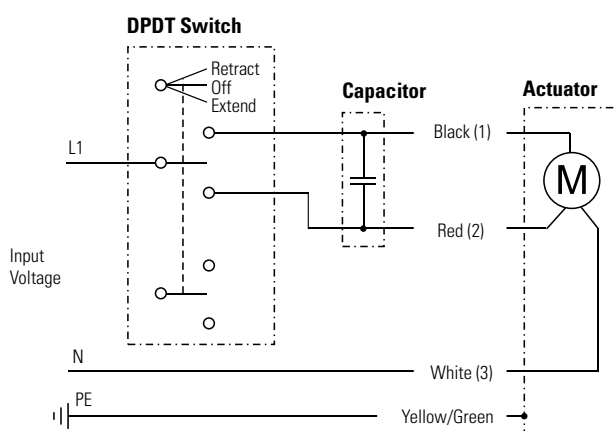 DPDT Switch
Retract
Off
Extend
Capacitor
Actuator
L1
Black (1)
M
Red (2)
Input
Voltage
N
White (3)
PE
Yellow/Green